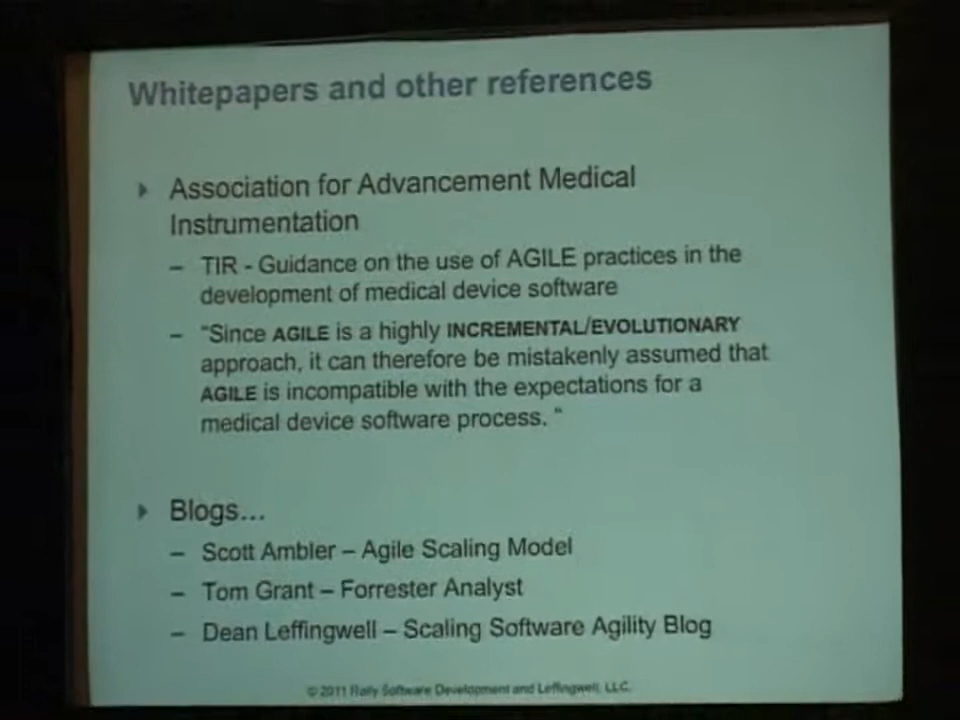 Whitepapers and other references
Association for Advancement Medical
Instrumentation
– TIR - Guidance on the use of AGILE practices in the
development of medical device software
– "Since AGILE is a highly INCREMENTAL/EVOLUTIONARY
approach, it can therefore be mistakenly assumed that
AGILE is incompatible with the expectations for a
medical device software process. "
Blogs...
– Scott Ambler – Agile Scaling Model
– Tom Grant – Forrester Analyst
– Dean Leffingwell – Scaling Software Agility Blog
© 2011 Rally Software Development and Leffingwell, LLC.